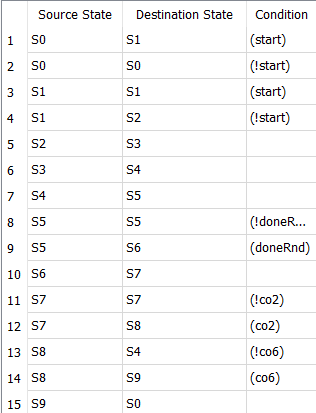 Source State Destination State Condition
1 S0 S1 (start)
2 S0 S0 (!start)
3 S1 S1 (start)
4 S1 S2 (!start)
5 S2 S3
6 S3 S4
7 S4 S5
8 S5 S5 (!doneR...
9 S5 S6 (doneRnd)
10 S6 S7
11 S7 S7 (!co2)
12 S7 S8 (co2)
13 S8 S4 (!co6)
14 S8 S9 (co6)
15 S9 S0